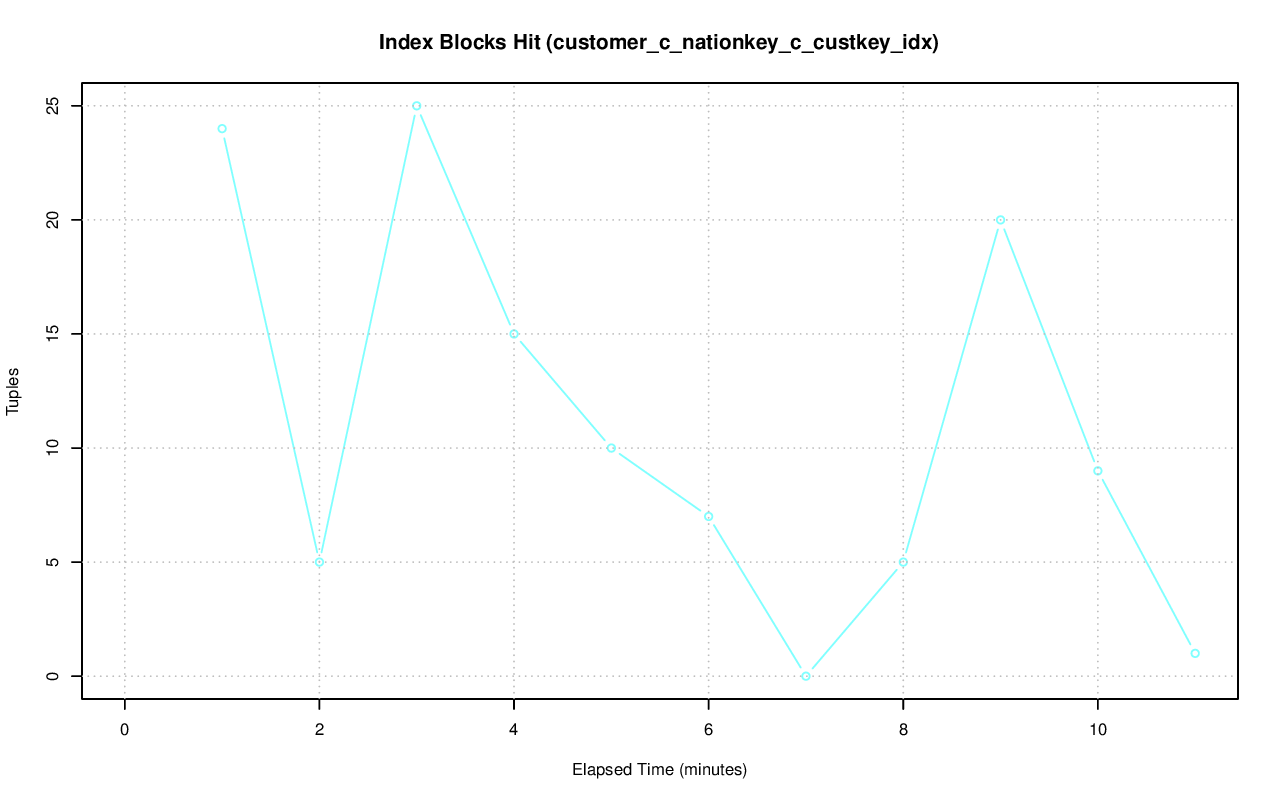 Index Blocks Hit (customer_c_nationkey_c_custkey_idx)
25
20
15
10
5
0
Tuples
0 2 4 6 8 10
Elapsed Time (minutes)